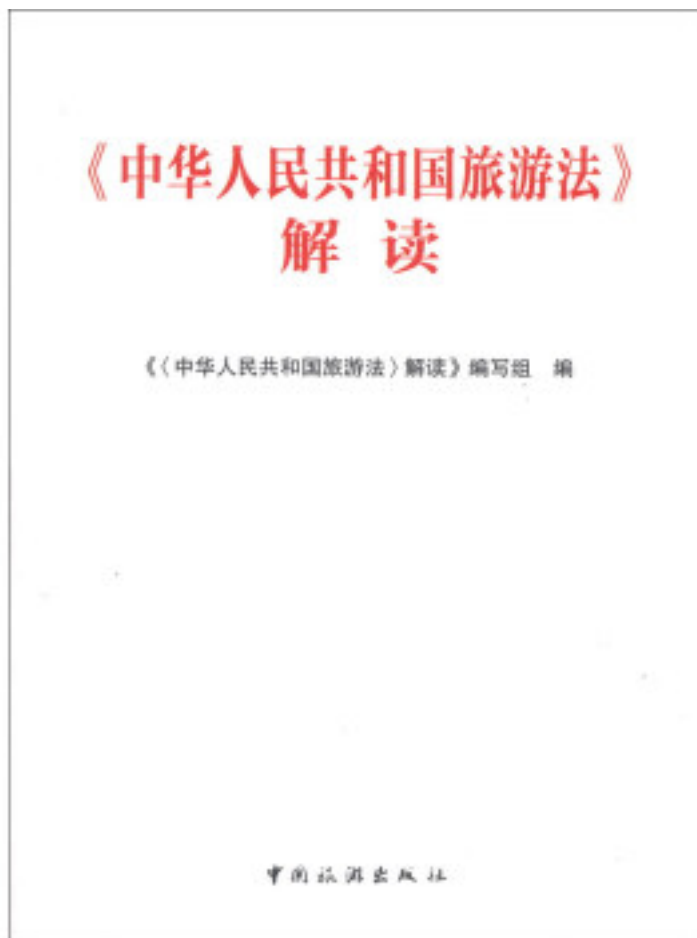 《中华人民共和国旅游法》
解 读
《〈中华人民共和国旅游法〉解读》编写组 编
中国旅游出版社